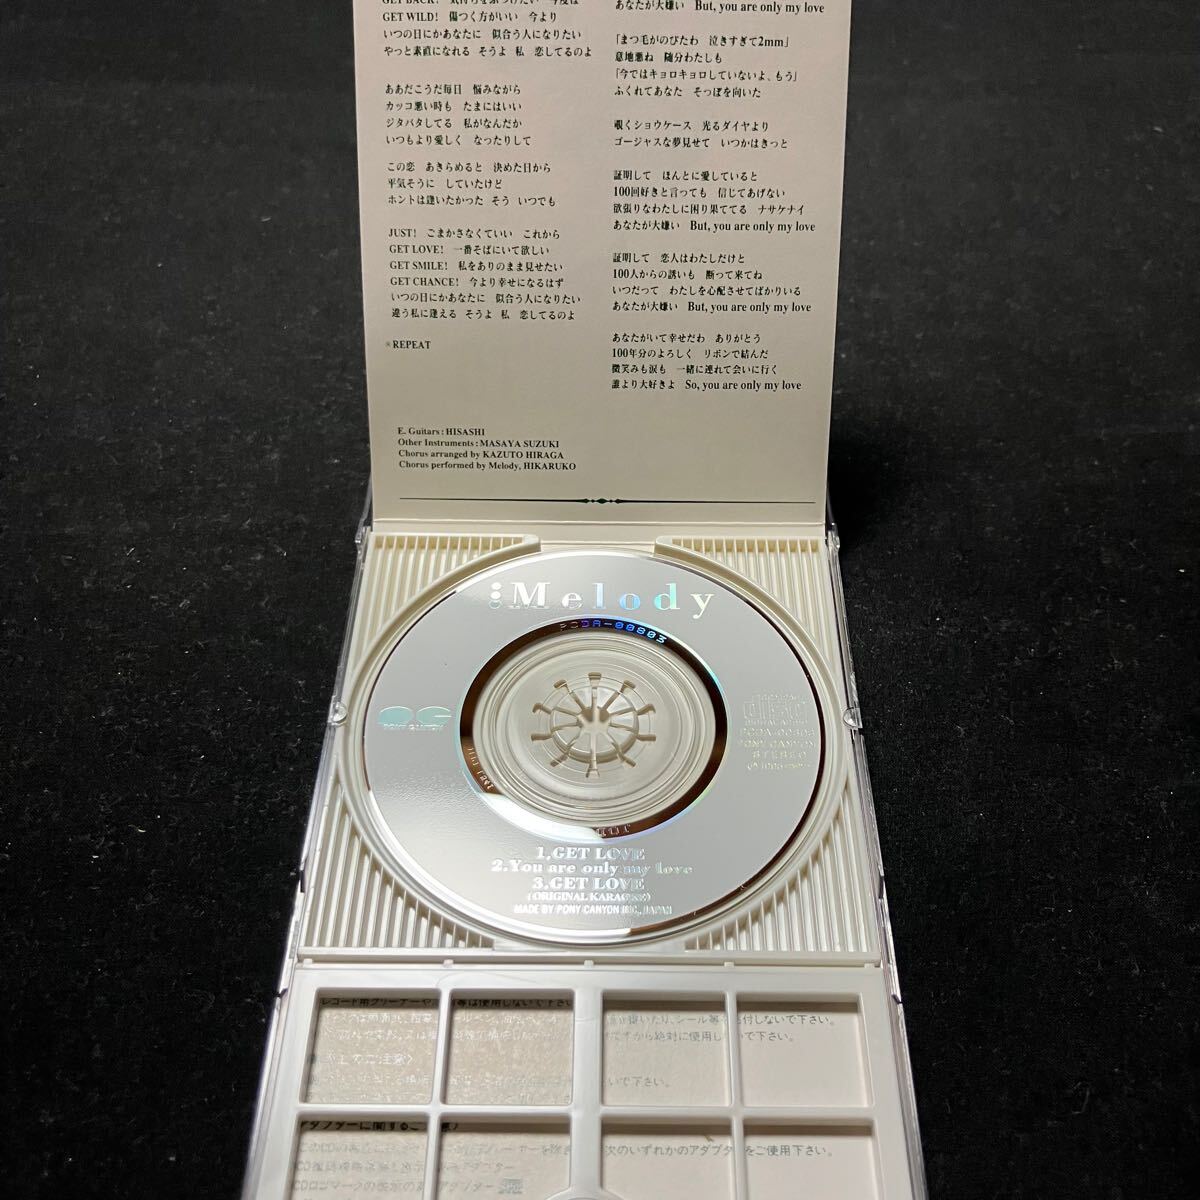 GET WILD! 傷つく方がいい 今より
いつの日にかあなたに 似合う人になりたい
やっと素直になれる そうよ 私 恋してるのよ
ああだこうだ毎日 悩みながら
カッコ悪い時も たまにはいい
ジタバタしてる 私がなんだか
いつもより愛しく なったりして
この恋 あきらめると 決めた日から
平気そうに していたけど
ホントは逢いたかった そう いつでも
JUST! ごまかさなくていい これから
GET LOVE! 一番そばにいて欲しい
GET SMILE! 私をありのまま見せたい
GET CHANCE! 今より幸せになるはず
いつの日にかあなたに 似合う人になりたい
違う私に逢える そうよ 私 恋してるのよ
※REPEAT
E. Guitars : HISASHI
Other Instruments : MASAYA SUZUKI
Chorus arranged by KAZUTO HIRAGA
Chorus performed by Melody, HIKARUKO
あなたが大嫌い But, you are only my love
「まつ毛がのびたわ 泣きすぎて2mm」
意地悪ね 随分わたしも
「今ではキョロキョロしていないよ、もう」
ふくれてあなた そっぽを向いた
覗くショウケース 光るダイヤより
ゴージャスな夢見せて いつかはきっと
証明して ほんとに愛していると
100回好きと言っても 信じてあげない
欲張りなわたしに困り果ててる ナサケナイ
あなたが大嫌い But, you are only my love
証明して 恋人はわたしだけと
100人からの誘いも 断って来てね
いつだって わたしを心配させてばかりいる
あなたが大嫌い But, you are only my love
あなたがいて幸せだわ ありがとう
100年分のよろしく リボンで結んだ
微笑みも涙も 一緒に連れて会いに行く
誰より大好きよ So, you are only my love
Melody
PCDA-00803
PONY CANYON
disc
PCDA-00803
PONY CANYON
STEREO
1,GET LOVE
2.You are only my love
3.GET LOVE
(ORIGINAL KARAOKE)
MADE BY PONY CANYON INC., JAPAN